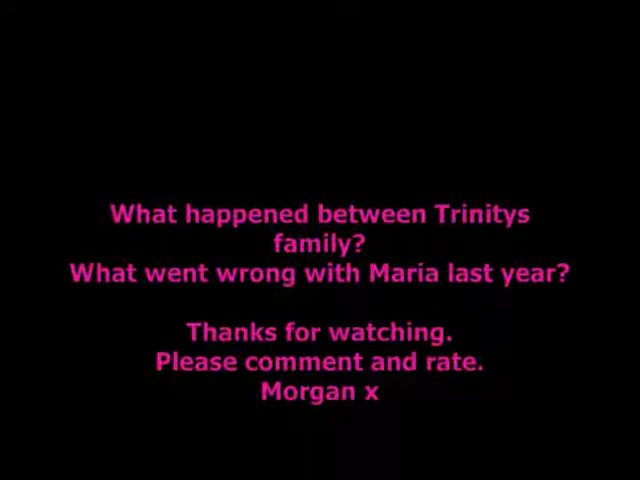 What happened between Trinitys
family?
What went wrong with Maria last year?
Thanks for watching.
Please comment and rate.
Morgan x